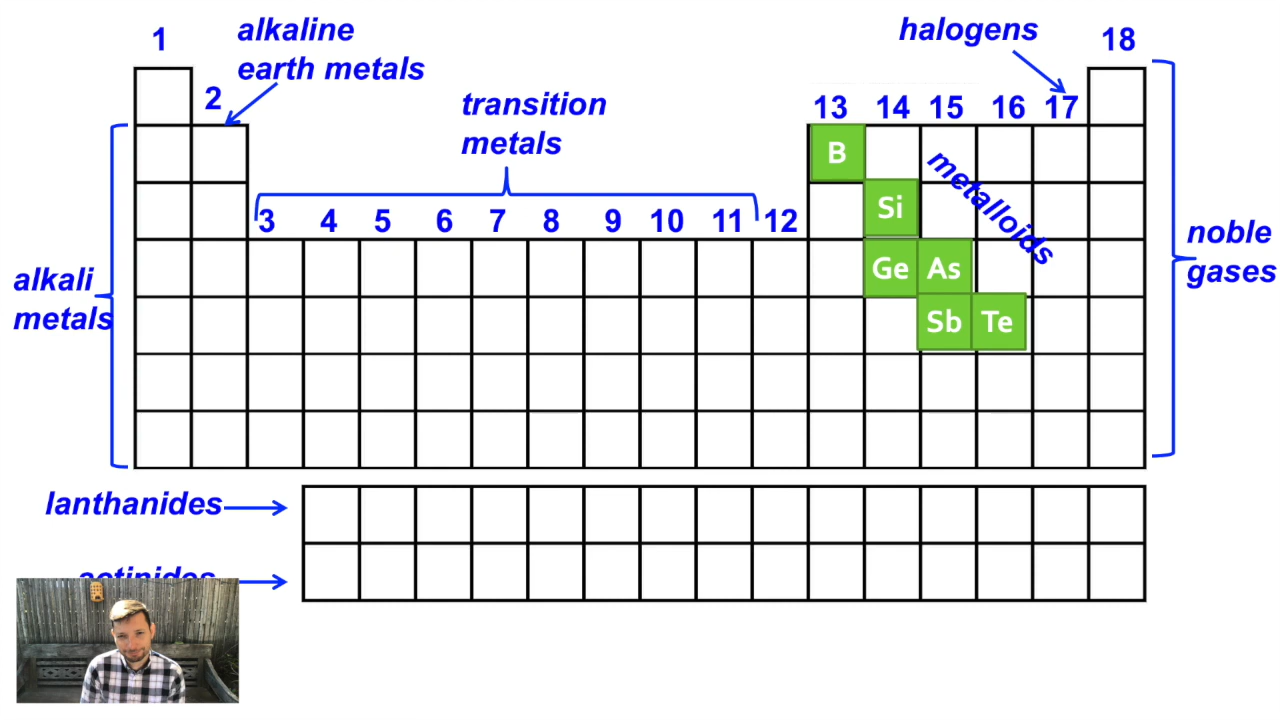 alkaline
earth metals
halogens
1
18
2
transition
metals
13 14 15 16 17
B
metalloids
Si
3 4 5 6 7 8 9 10 11 12
noble
gases
alkali
metals
Ge As
Sb Te
lanthanides
actinides